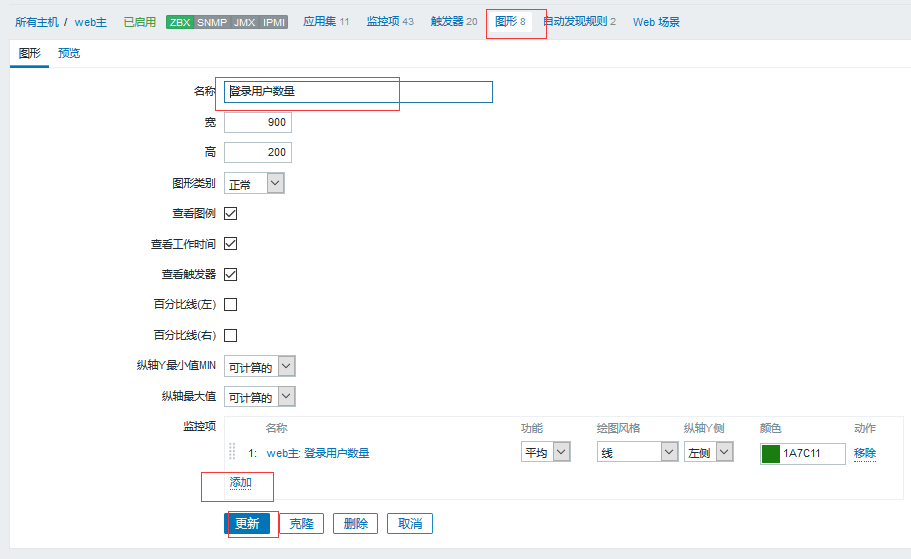 所有主机 / web主 已启用 ZBX SNMP JMX IPMI 应用集 11 监控项 43 触发器 20 图形 8 自动发现规则 2 Web 场景
图形 预览
名称 登录用户数量
宽 900
高 200
图形类别 正常
查看图例
查看工作时间
查看触发器
百分比线(左)
百分比线(右)
纵轴Y最小值MIN 可计算的
纵轴最大值 可计算的
监控项 名称 功能 绘图风格 纵轴Y侧 颜色 动作
1: web主: 登录用户数量 平均 线 左侧 1A7C11 移除
添加
更新 克隆 删除 取消